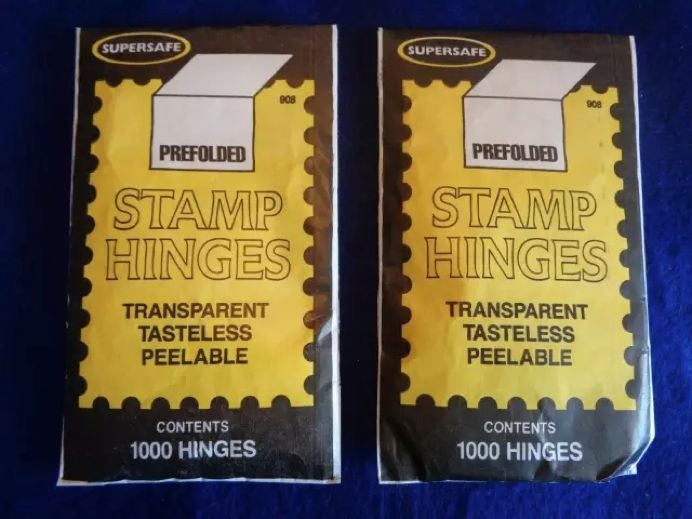 SUPERSAFE
908
PREFOLDED
STAMP
HINGES
TRANSPARENT
TASTELESS
PEELABLE
CONTENTS
1000 HINGES
SUPERSAFE
908
PREFOLDED
STAMP
HINGES
TRANSPARENT
TASTELESS
PEELABLE
CONTENTS
1000 HINGES